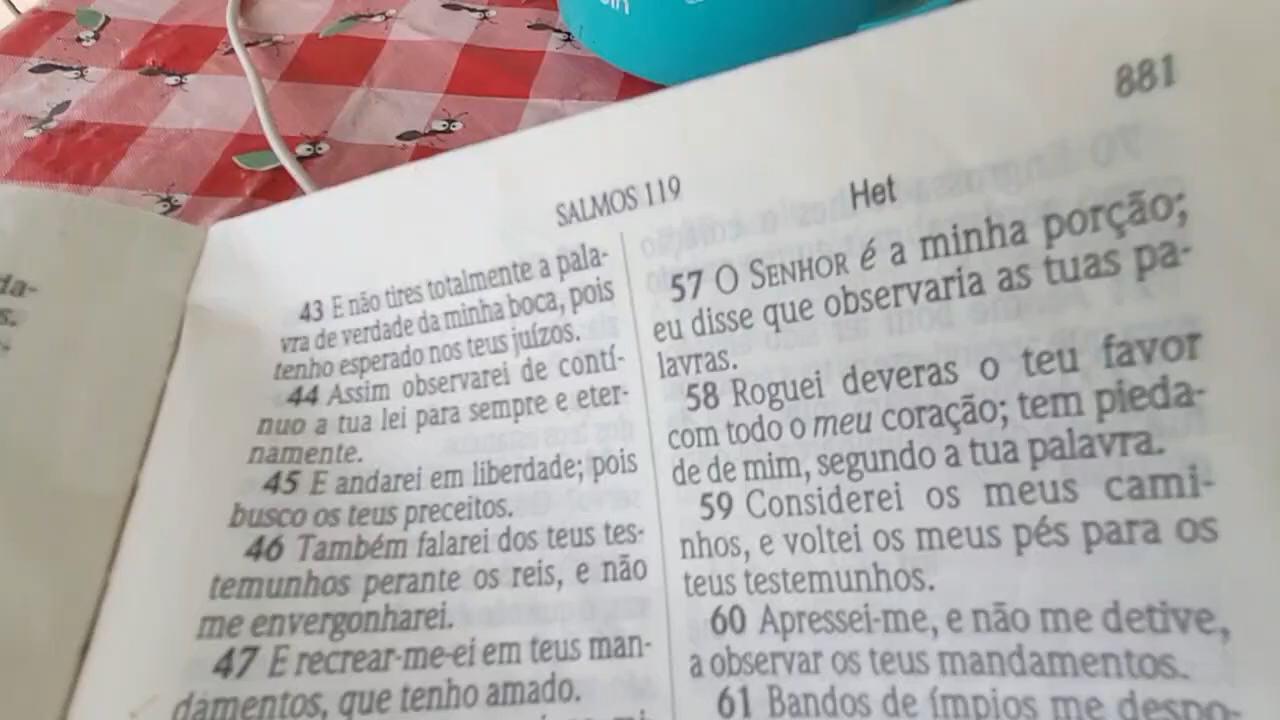 881
SALMOS 119
43 E não tires totalmente a pala-
vra de verdade da minha boca, pois
tenho esperado nos teus juízos.
44 Assim observarei de contí-
nuo a tua lei para sempre e eter-
namente.
45 E andarei em liberdade; pois
busco os teus preceitos.
46 Também falarei dos teus tes-
temunhos perante os reis, e não
me envergonharei.
47 E recrear-me-ei em teus man-
damentos, que tenho amado.
Het
57 O SENHOR é a minha porção;
eu disse que observaria as tuas pa-
lavras.
58 Roguei deveras o teu favor
com todo o meu coração; tem pieda-
de de mim, segundo a tua palavra.
59 Considerei os meus cami-
nhos, e voltei os meus pés para os
teus testemunhos.
60 Apressei-me, e não me detive,
a observar os teus mandamentos.
61 Bandos de ímpios me despo-